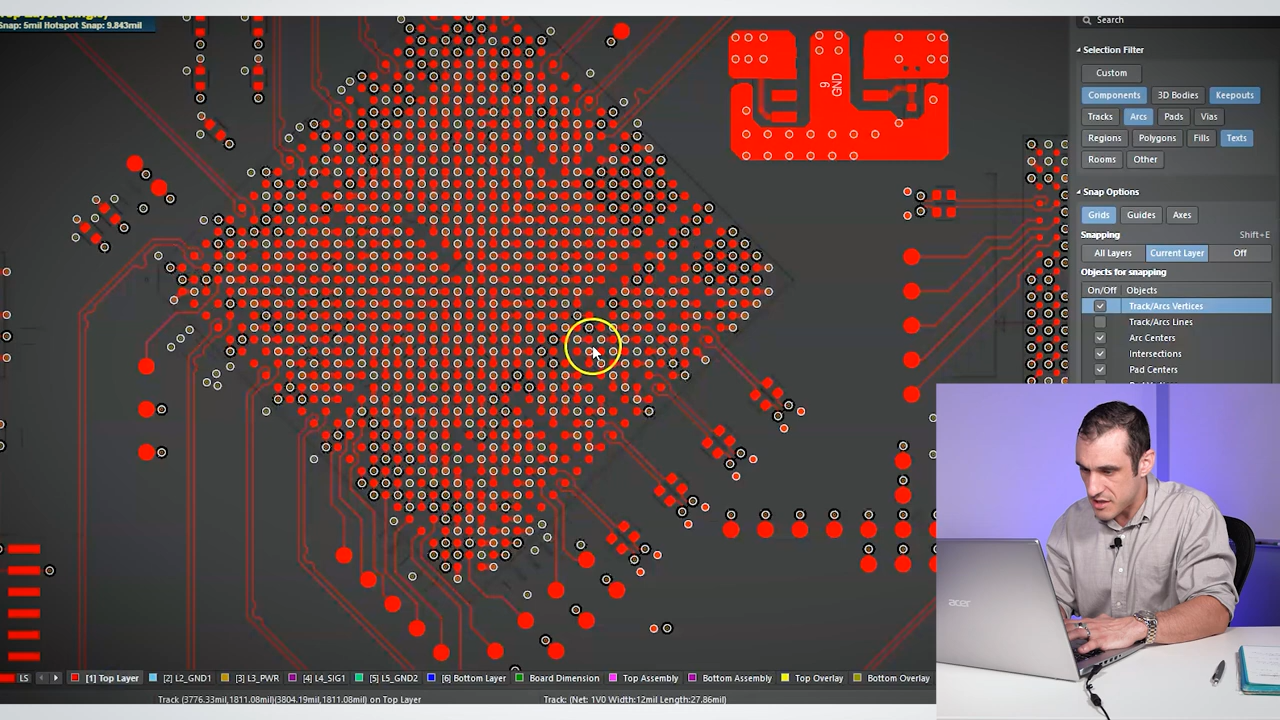 Snap: 5mil Hotspot Snap: 9.843mil
Search
Selection Filter
Custom
Components 3D Bodies Keepouts
Tracks Arcs Pads Vias
Regions Polygons Fills Texts
Rooms Other
Snap Options
Grids Guides Axes
Snapping Shift+E
All Layers Current Layer Off
Objects for snapping
On/Off Objects
Track/Arcs Vertices
Track/Arcs Lines
Arc Centers
Intersections
Pad Centers
9
GND
acer
LS [1] Top Layer [2] L2_GND1 [3] L3_PWR [4] L4_SIG1 [5] L5_GND2 [6] Bottom Layer Board Dimension Top Assembly Bottom Assembly Top Overlay Bottom Overlay
Track (3776.33mil,1811.08mil)(3804.19mil,1811.08mil) on Top Layer Track: (Net: 1V0 Width:12mil Length:27.86mil)